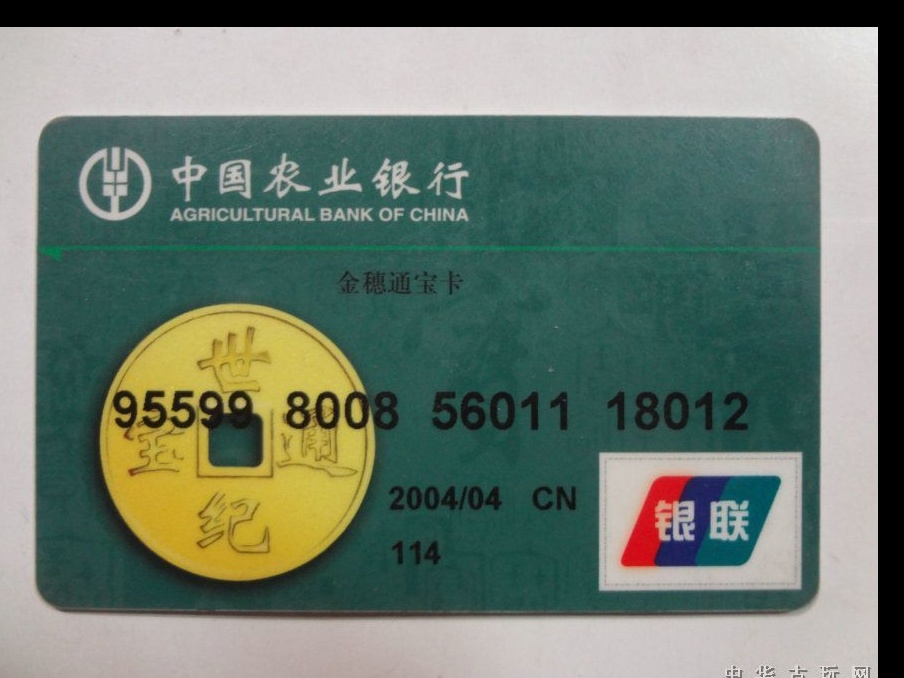 中国农业银行
AGRICULTURAL BANK OF CHINA
金穗通宝卡
世
95599 8008 56011 18012
宝 通
纪
2004/04 CN
114
银联
中华古玩网